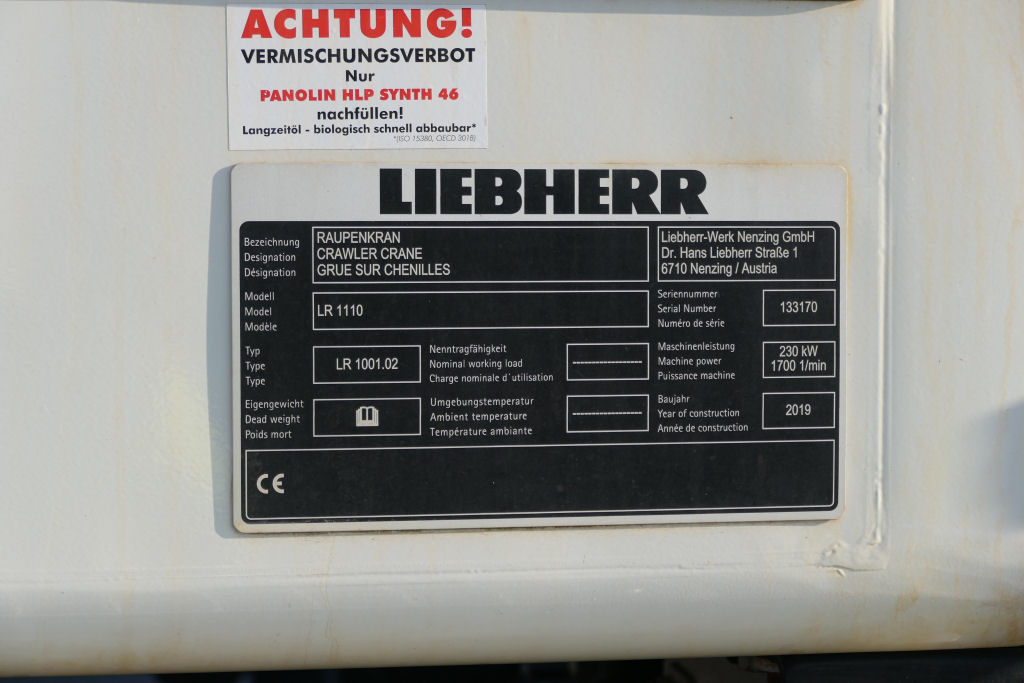 ACHTUNG!
VERMISCHUNGSVERBOT
Nur
PANOLIN HLP SYNTH 46
nachfüllen!
Langzeitöl - biologisch schnell abbaubar*
*(ISO 15380, OECD 301B)
LIEBHERR
Bezeichnung
Designation
Désignation
RAUPENKRAN
CRAWLER CRANE
GRUE SUR CHENILLES
Liebherr-Werk Nenzing GmbH
Dr. Hans Liebherr Straße 1
6710 Nenzing / Austria
Modell
Model
Modèle
LR 1110
Seriennummer
Serial Number
Numéro de série
133170
Typ
Type
Type
LR 1001.02
Nenntragfähigkeit
Nominal working load
Charge nominale d´utilisation
------------------
Maschinenleistung
Machine power
Puissance machine
230 kW
1700 1/min
Eigengewicht
Dead weight
Poids mort
Umgebungstemperatur
Ambient temperature
Température ambiante
------------------
Baujahr
Year of construction
Année de construction
2019
CE